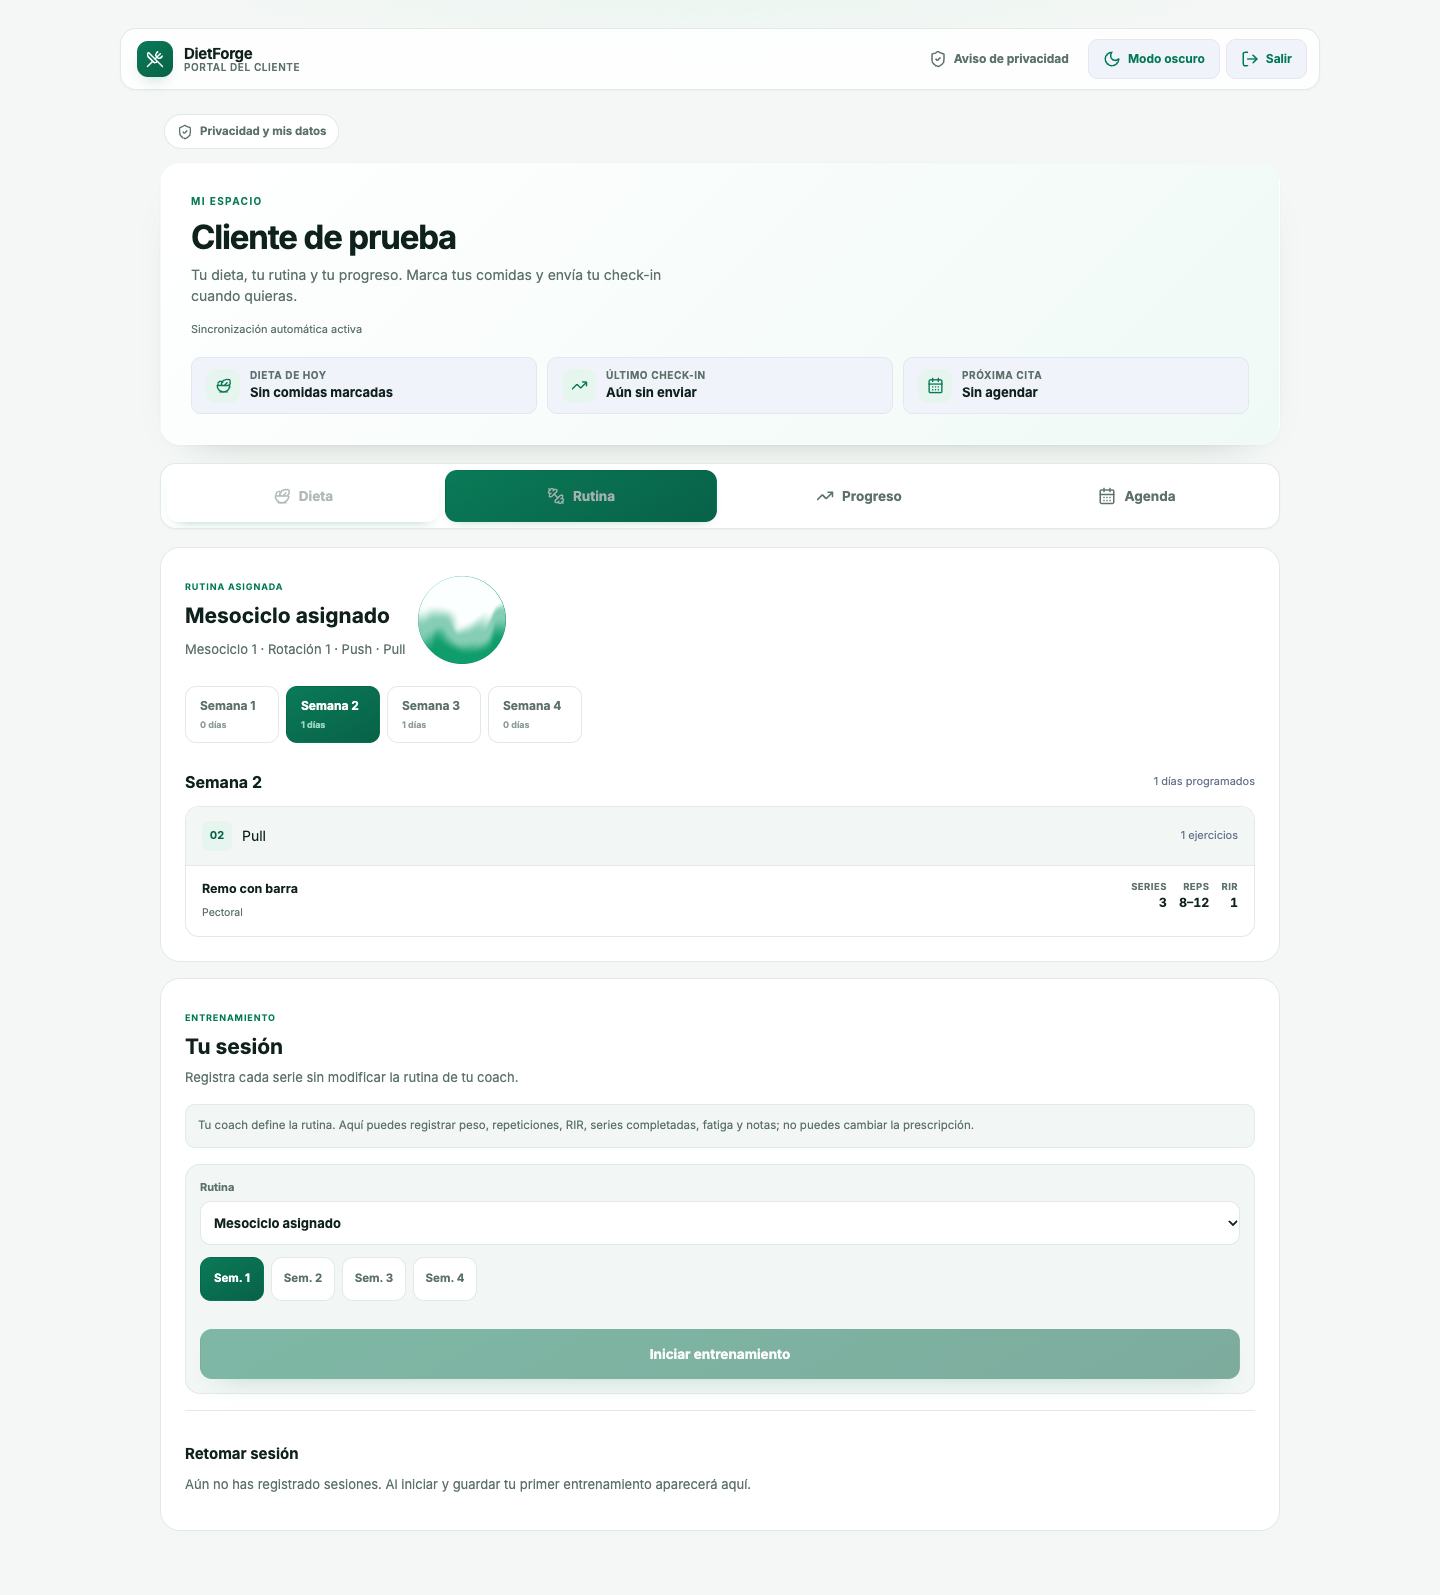 DietForge
PORTAL DEL CLIENTE
Aviso de privacidad
Modo oscuro
Salir
Privacidad y mis datos
MI ESPACIO
Cliente de prueba
Tu dieta, tu rutina y tu progreso. Marca tus comidas y envía tu check-in
cuando quieras.
Sincronización automática activa
DIETA DE HOY
Sin comidas marcadas
ÚLTIMO CHECK-IN
Aún sin enviar
PRÓXIMA CITA
Sin agendar
Dieta
Rutina
Progreso
Agenda
RUTINA ASIGNADA
Mesociclo asignado
Mesociclo 1 · Rotación 1 · Push · Pull
Semana 1
0 días
Semana 2
1 días
Semana 3
1 días
Semana 4
0 días
Semana 2
1 días programados
02
Pull
1 ejercicios
Remo con barra
Pectoral
SERIES REPS RIR
3 8–12 1
ENTRENAMIENTO
Tu sesión
Registra cada serie sin modificar la rutina de tu coach.
Tu coach define la rutina. Aquí puedes registrar peso, repeticiones, RIR, series completadas, fatiga y notas; no puedes cambiar la prescripción.
Rutina
Mesociclo asignado
Sem. 1
Sem. 2
Sem. 3
Sem. 4
Iniciar entrenamiento
Retomar sesión
Aún no has registrado sesiones. Al iniciar y guardar tu primer entrenamiento aparecerá aquí.